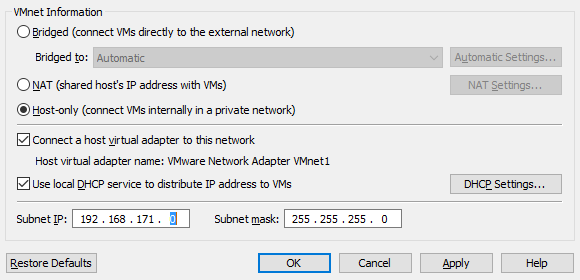 VMnet Information
Bridged (connect VMs directly to the external network)
Bridged to: Automatic Automatic Settings...
NAT (shared host's IP address with VMs) NAT Settings...
Host-only (connect VMs internally in a private network)
Connect a host virtual adapter to this network
Host virtual adapter name: VMware Network Adapter VMnet1
Use local DHCP service to distribute IP address to VMs DHCP Settings...
Subnet IP: 192 . 168 . 171 . 0 Subnet mask: 255 . 255 . 255 . 0
Restore Defaults OK Cancel Apply Help